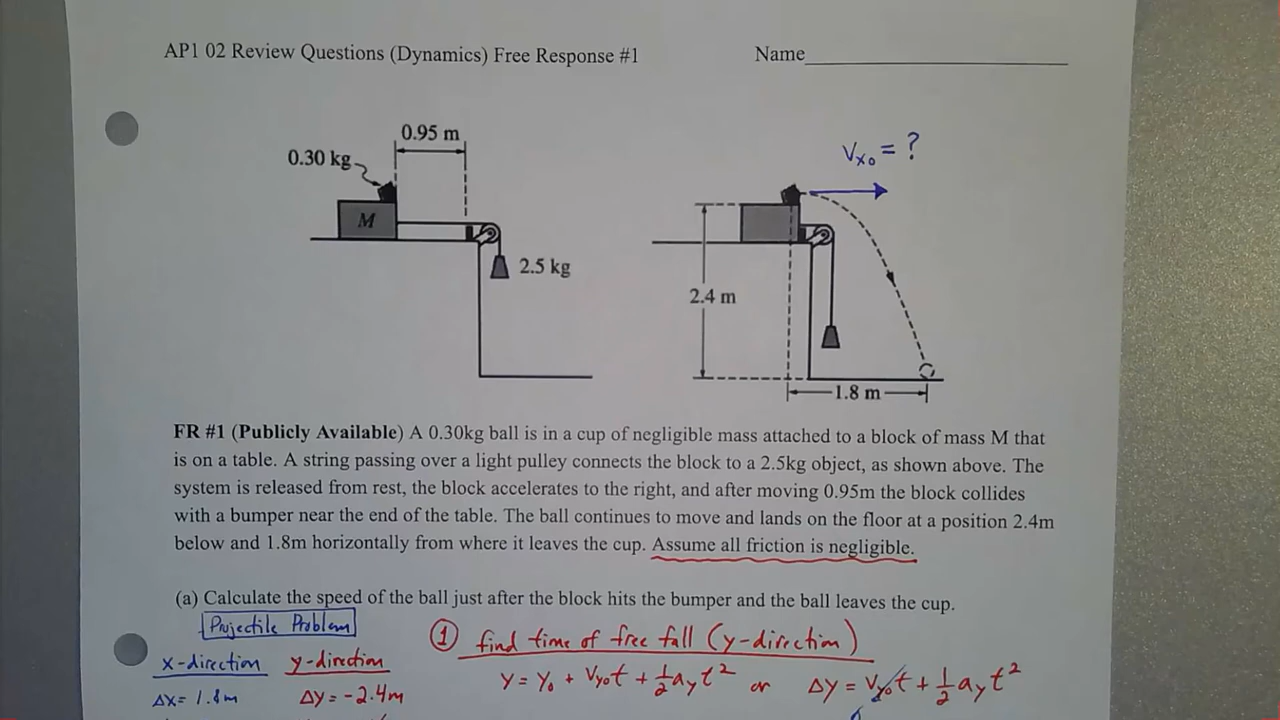 AP1 02 Review Questions (Dynamics) Free Response #1 Name
0.95 m
0.30 kg
M
2.5 kg
Vx₀ = ?
2.4 m
1.8 m
FR #1 (Publicly Available) A 0.30kg ball is in a cup of negligible mass attached to a block of mass M that
is on a table. A string passing over a light pulley connects the block to a 2.5kg object, as shown above. The
system is released from rest, the block accelerates to the right, and after moving 0.95m the block collides
with a bumper near the end of the table. The ball continues to move and lands on the floor at a position 2.4m
below and 1.8m horizontally from where it leaves the cup. Assume all friction is negligible.
(a) Calculate the speed of the ball just after the block hits the bumper and the ball leaves the cup.
Projectile Problem
① find time of free fall (y-direction)
x-direction y-direction
y = y₀ + Vy₀t + ½ayt² or Δy = Vy₀t + ½ayt²
Δx = 1.8m Δy = -2.4m
0